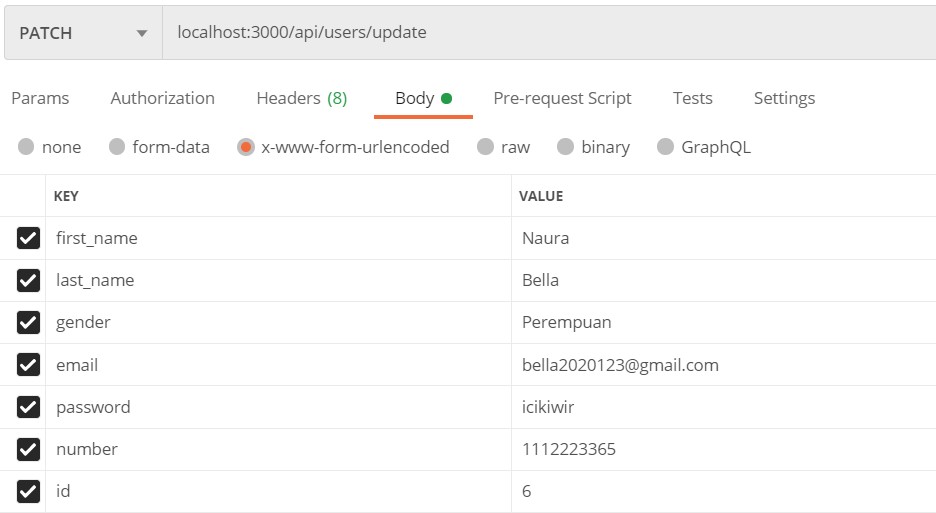 PATCH localhost:3000/api/users/update
Params Authorization Headers (8) Body Pre-request Script Tests Settings
none form-data x-www-form-urlencoded raw binary GraphQL
KEY VALUE
first_name Naura
last_name Bella
gender Perempuan
email bella2020123@gmail.com
password icikiwir
number 1112223365
id 6